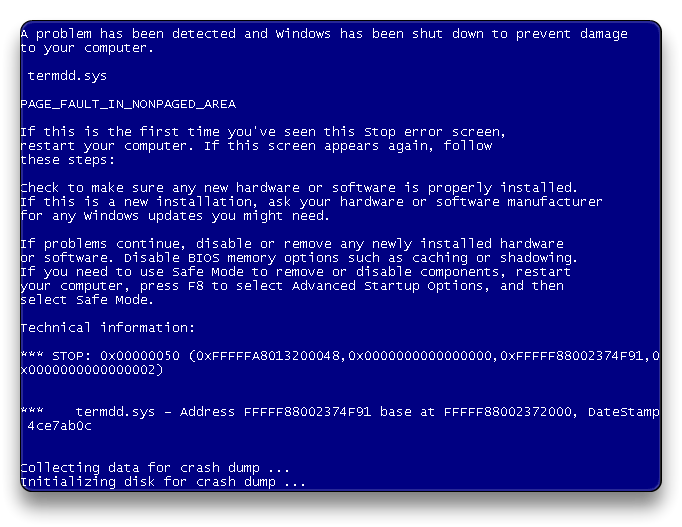 A problem has been detected and Windows has been shut down to prevent damage
to your computer.
termdd.sys
PAGE_FAULT_IN_NONPAGED_AREA
If this is the first time you've seen this Stop error screen,
restart your computer. If this screen appears again, follow
these steps:
Check to make sure any new hardware or software is properly installed.
If this is a new installation, ask your hardware or software manufacturer
for any Windows updates you might need.
If problems continue, disable or remove any newly installed hardware
or software. Disable BIOS memory options such as caching or shadowing.
If you need to use Safe Mode to remove or disable components, restart
your computer, press F8 to select Advanced Startup Options, and then
select Safe Mode.
Technical information:
*** STOP: 0x00000050 (0xFFFFFA8013200048,0x0000000000000000,0xFFFFF88002374F91,0
x0000000000000002)
***    termdd.sys - Address FFFFF88002374F91 base at FFFFF88002372000, DateStamp
4ce7ab0c
Collecting data for crash dump ...
Initializing disk for crash dump ...